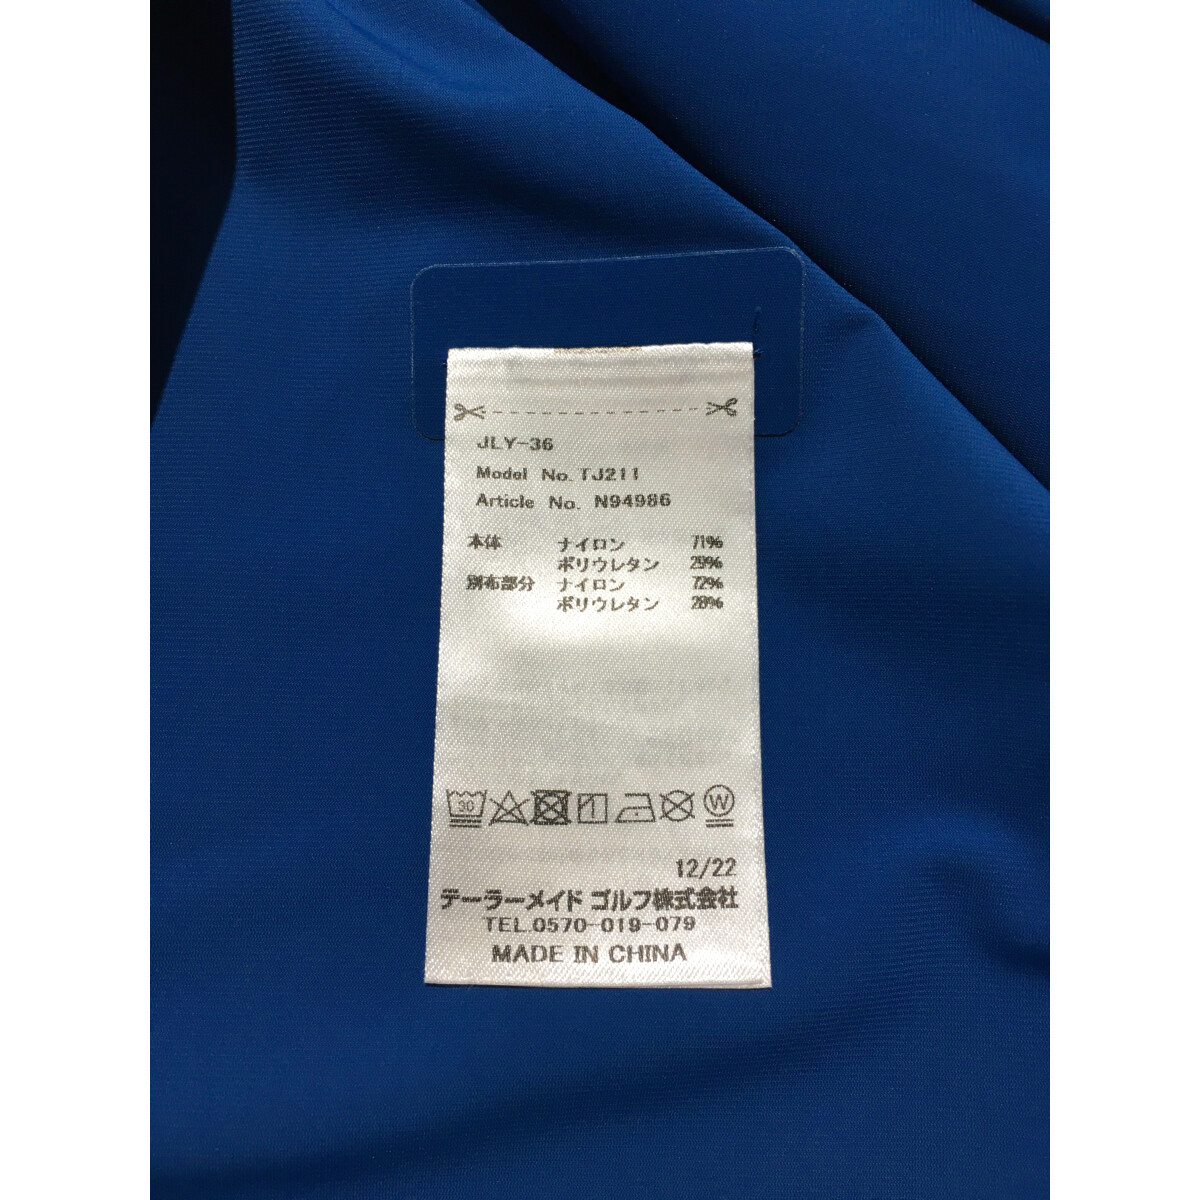 JLY-36
Model No. TJ211
Article No. N94986
本体 ナイロン 71%
ポリウレタン 29%
別布部分 ナイロン 72%
ポリウレタン 28%
30 W
12/22
テーラーメイド ゴルフ株式会社
TEL.0570-019-079
MADE IN CHINA